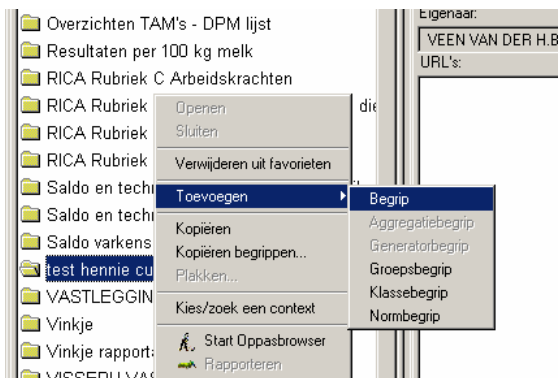 Overzichten TAM's - DPM lijst
Resultaten per 100 kg melk
RICA Rubriek C Arbeidskrachten
RICA Rubriek
RICA Rubriek
RICA Rubriek
Saldo en techn
Saldo en techn
Saldo varkens
test hennie cu
VASTLEGGIN
Vinkje
Vinkje rapport
Openen
Sluiten
Verwijderen uit favorieten
Toevoegen
Kopiëren
Kopiëren begrippen...
Plakken...
Kies/zoek een context
Start Oppasbrowser
Rapporteren
Begrip
Aggregatiebegrip
Generatorbegrip
Groepsbegrip
Klassebegrip
Normbegrip
Eigenaar:
VEEN VAN DER H.B
URL's: